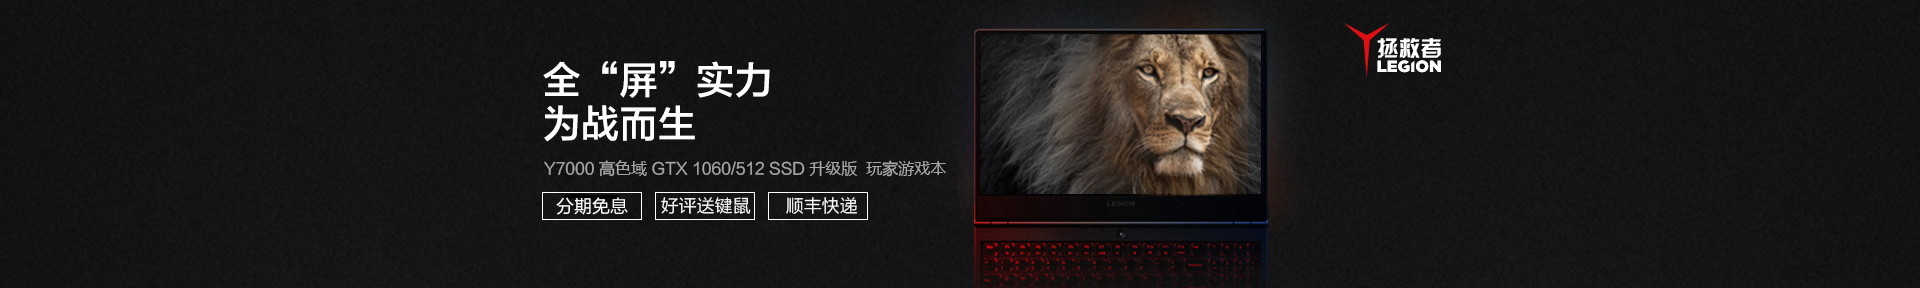 全“屏”实力
为战而生
Y7000 高色域 GTX 1060/512 SSD 升级版 玩家游戏本
分期免息
好评送键鼠
顺丰快递
LEGION
拯救者
LEGION